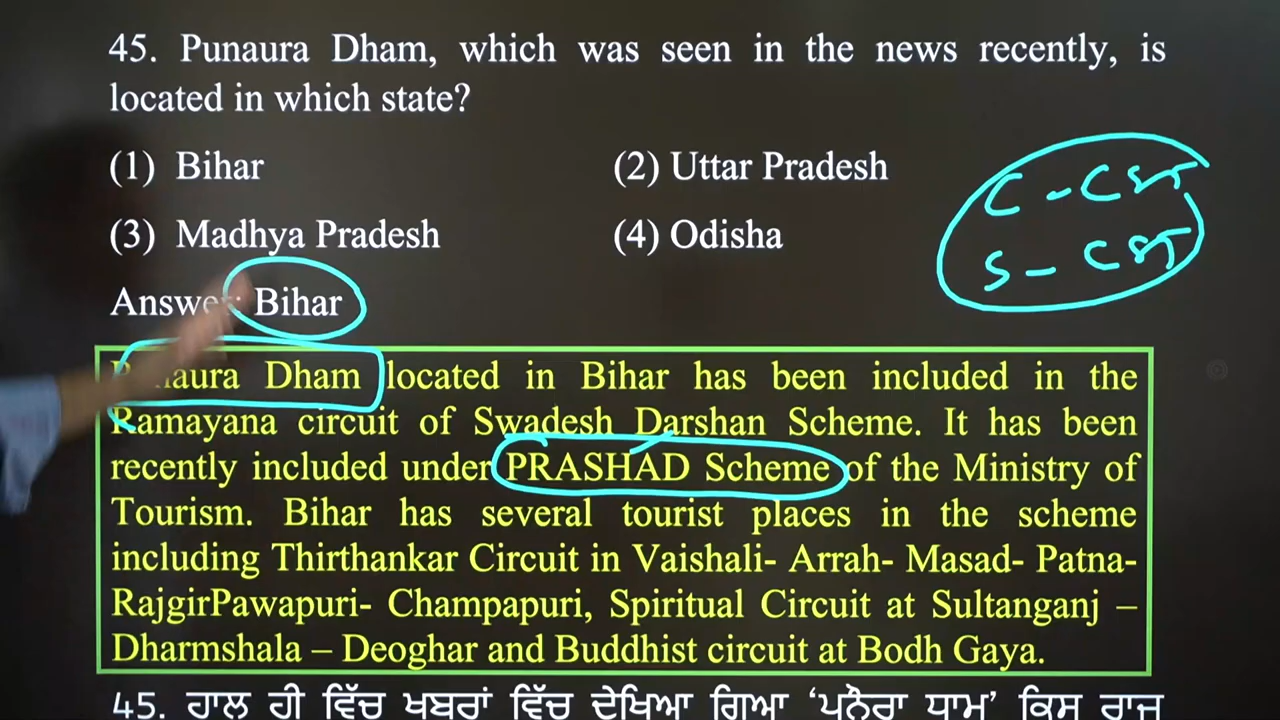 45. Punaura Dham, which was seen in the news recently, is
located in which state?
(1) Bihar
(2) Uttar Pradesh
(3) Madhya Pradesh
(4) Odisha
C - CST
S - CST
Bihar
Dham located in Bihar has been included in the
Ramayana circuit of Swadesh Darshan Scheme. It has been
recently included under PRASHAD Scheme of the Ministry of
Tourism. Bihar has several tourist places in the scheme
including Thirthankar Circuit in Vaishali- Arrah- Masad- Patna-
RajgirPawapuri- Champapuri, Spiritual Circuit at Sultanganj –
Dharmshala – Deoghar and Buddhist circuit at Bodh Gaya.
45. ਹਾਲ ਹੀ ਵਿੱਚ ਖਬਰਾਂ ਵਿੱਚ ਦੇਖਿਆ ਗਿਆ ‘ਪੁਨੌਰਾ ਧਾਮ’ ਕਿਸ ਰਾਜ